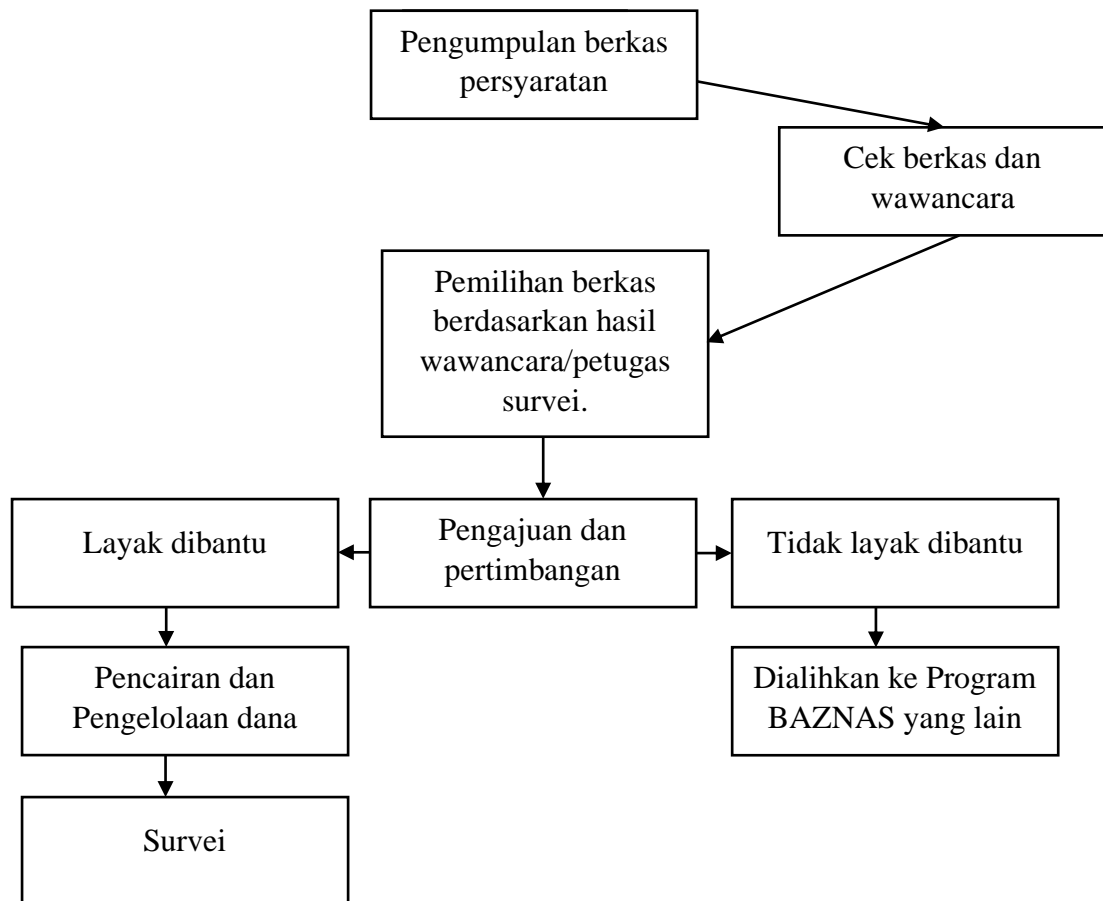 Pengumpulan berkas
persyaratan
Cek berkas dan
wawancara
Pemilihan berkas
berdasarkan hasil
wawancara/petugas
survei.
Layak dibantu
Pengajuan dan
pertimbangan
Tidak layak dibantu
Pencairan dan
Pengelolaan dana
Dialihkan ke Program
BAZNAS yang lain
Survei